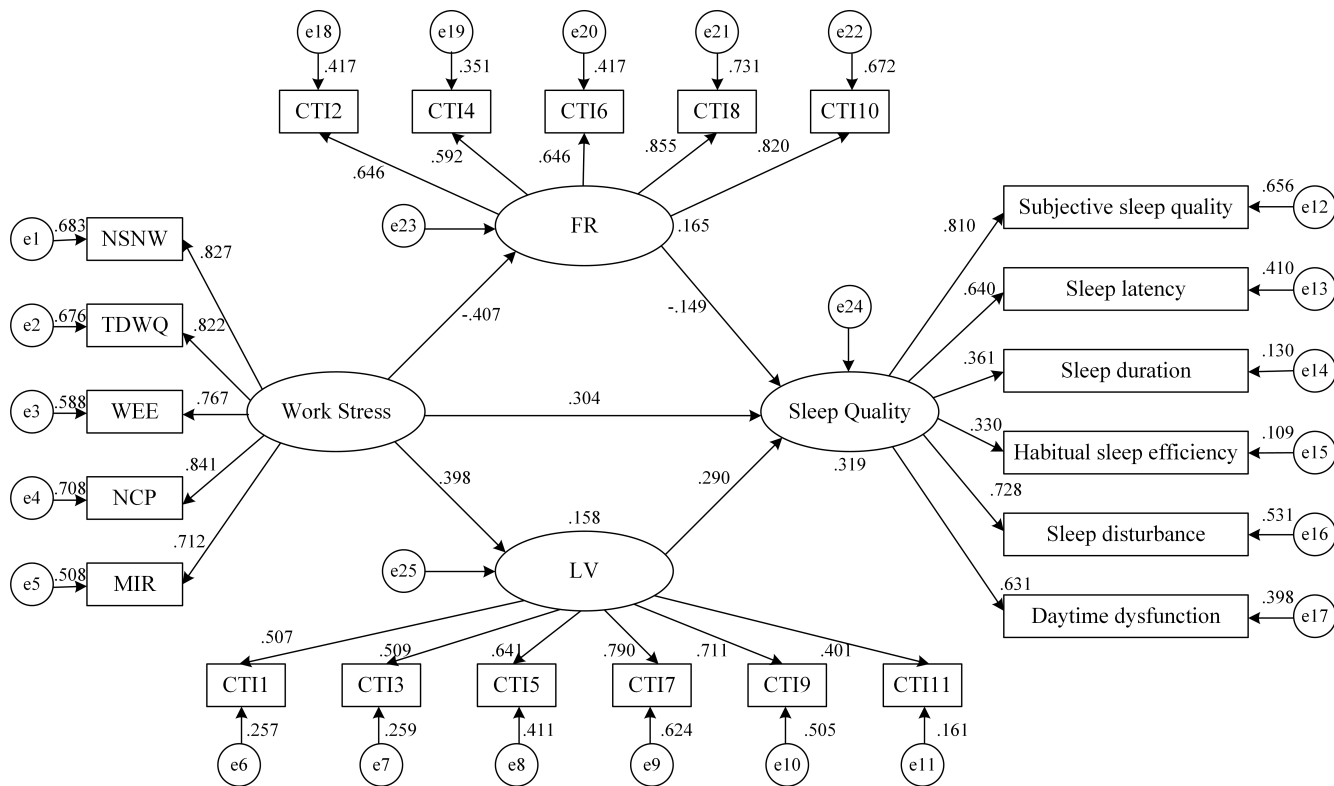 e18
e19
e20
e21
e22
.417
.351
.417
.731
.672
CTI2
CTI4
CTI6
CTI8
CTI10
.646
.592
.646
.855
.820
e23
FR
.165
e1
.683
NSNW
.827
e2
.676
TDWQ
.822
e3
.588
WEE
.767
e4
.708
NCP
.841
e5
.508
MIR
.712
Work Stress
-.407
.304
.398
-.149
.290
e24
Sleep Quality
.319
.810
Subjective sleep quality
.656
e12
.640
Sleep latency
.410
e13
.361
Sleep duration
.130
e14
.330
Habitual sleep efficiency
.109
e15
.728
Sleep disturbance
.531
e16
.631
Daytime dysfunction
.398
e17
.158
e25
LV
.507
.509
.641
.790
.711
.401
CTI1
CTI3
CTI5
CTI7
CTI9
CTI11
.257
.259
.411
.624
.505
.161
e6
e7
e8
e9
e10
e11